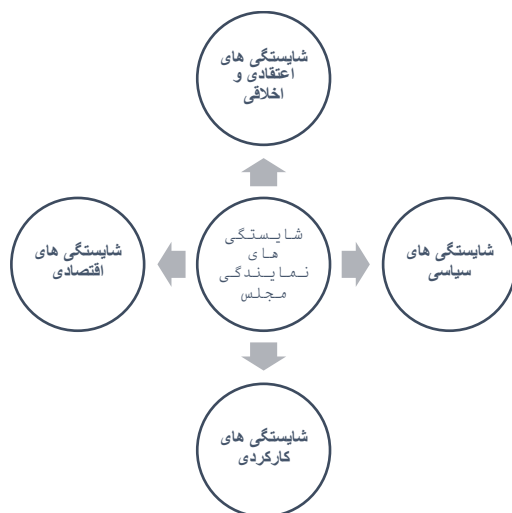 شایستگی های
اعتقادی و
اخلاقی
شایستگی های
سیاسی
شایستگی
های
نمایندگی
مجلس
شایستگی های
اقتصادی
شایستگی های
کارکردی